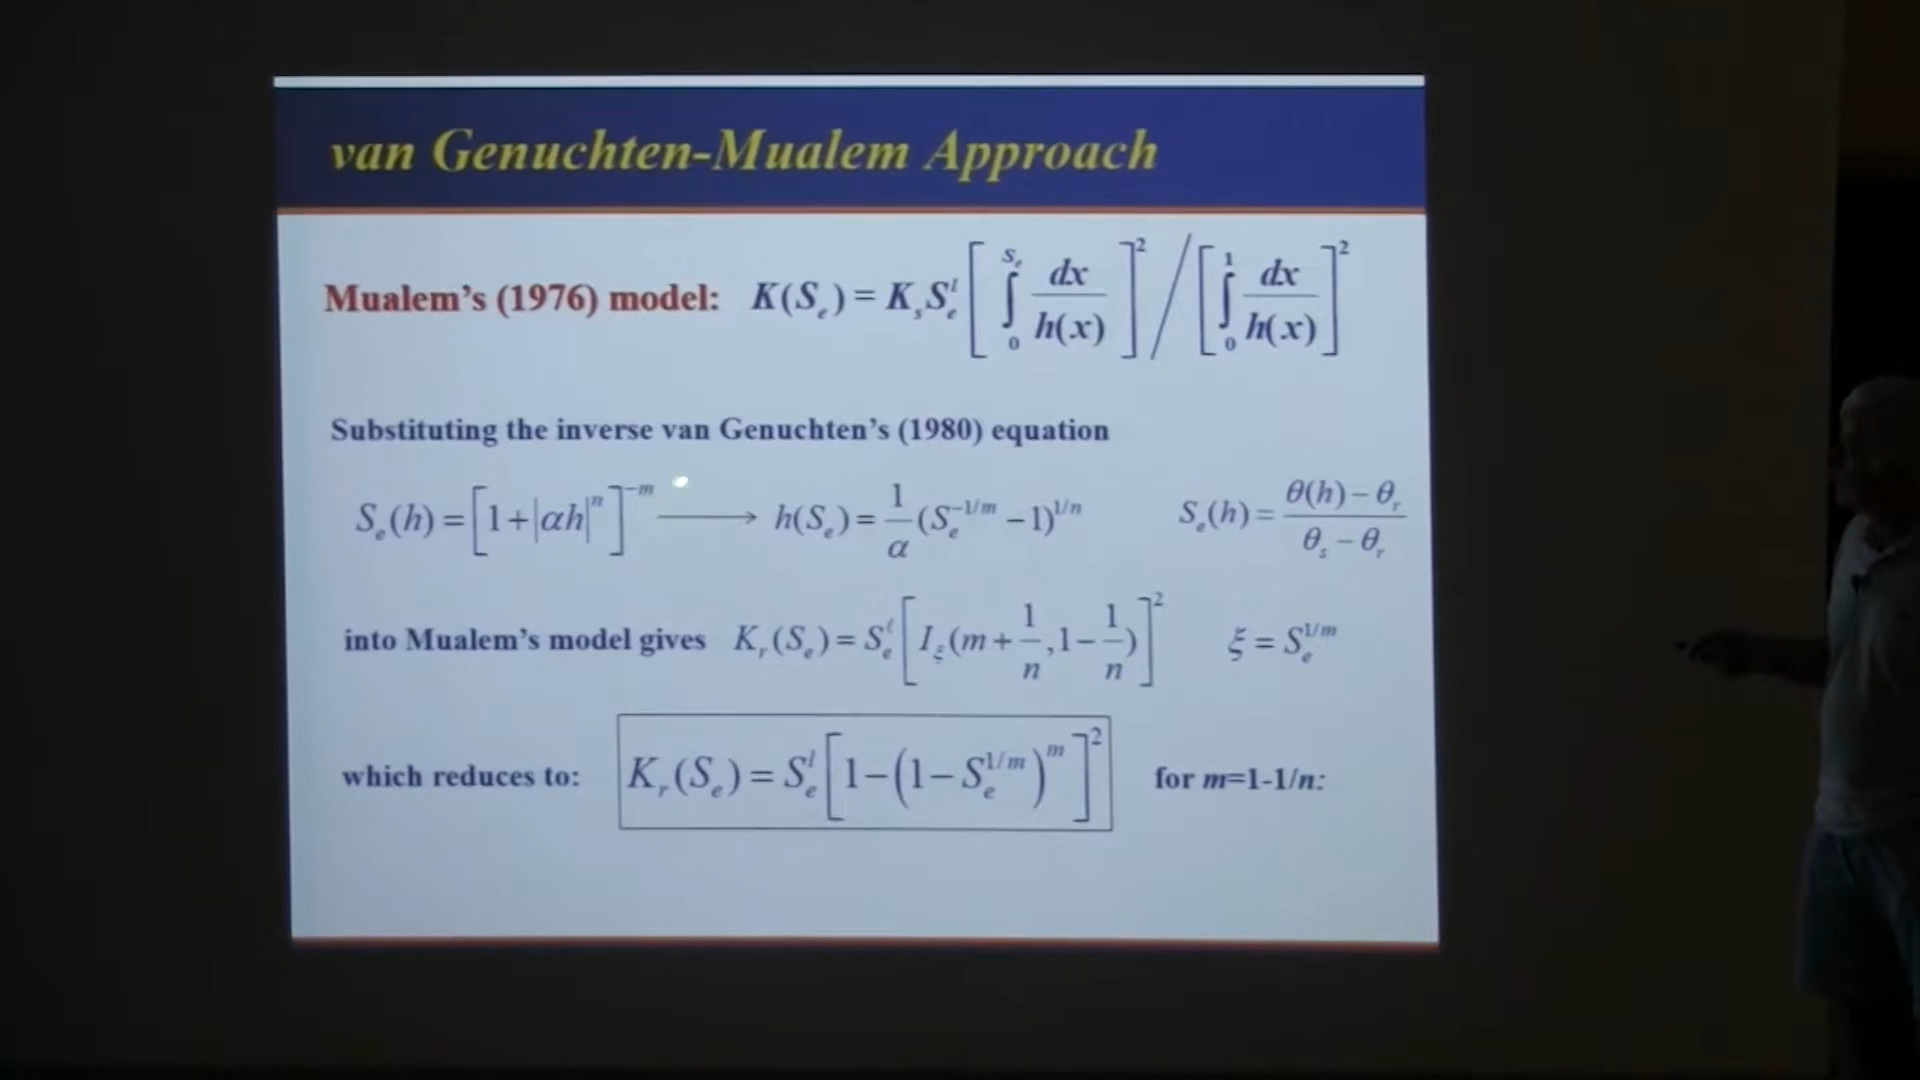 van Genuchten-Mualem Approach
Mualem's (1976) model: K(Sₑ) = KₛSₑˡ [ ∫₀^Sₑ dx/h(x) ]² / [ ∫₀¹ dx/h(x) ]²
Substituting the inverse van Genuchten's (1980) equation
Sₑ(h) = [1+|αh|ⁿ]⁻ᵐ ⟶ h(Sₑ) = 1/α (Sₑ^(-1/m) − 1)^(1/n) Sₑ(h) = (θ(h) − θᵣ)/(θₛ − θᵣ)
into Mualem's model gives Kᵣ(Sₑ) = Sₑ^ℓ [ I_ξ(m + 1/n, 1 − 1/n) ]² ξ = Sₑ^(1/m)
which reduces to: Kᵣ(Sₑ) = Sₑˡ [1 − (1 − Sₑ^(1/m))ᵐ]² for m=1-1/n: